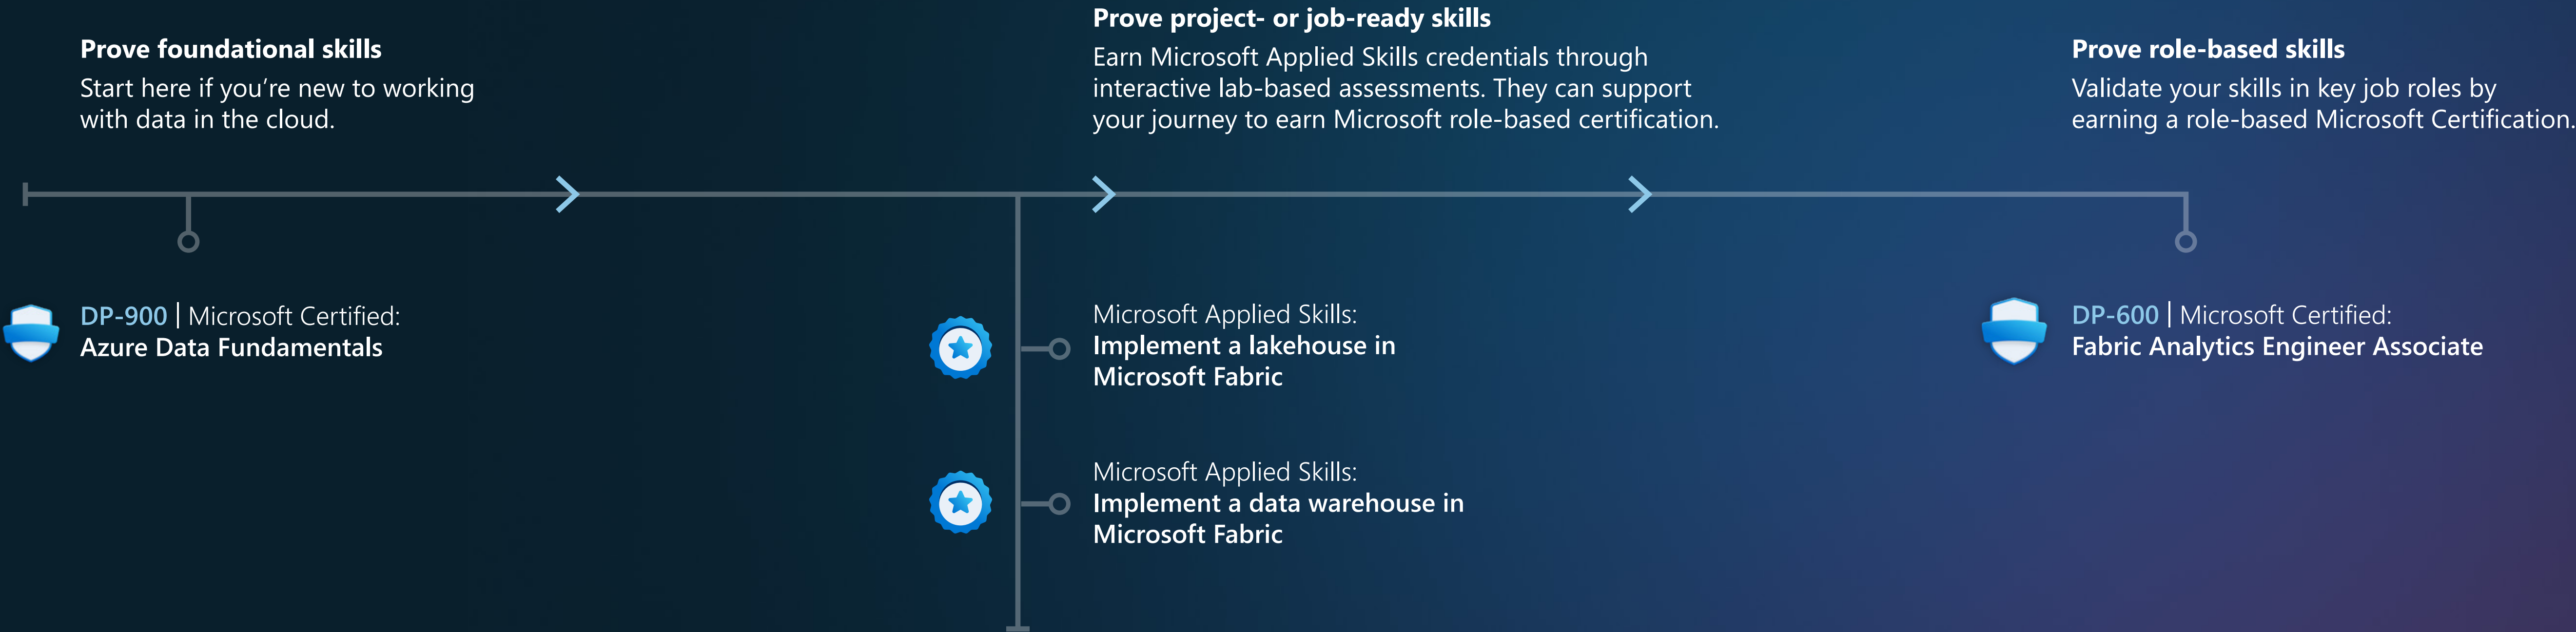 Prove foundational skills
Start here if you’re new to working
with data in the cloud.
Prove project- or job-ready skills
Earn Microsoft Applied Skills credentials through
interactive lab-based assessments. They can support
your journey to earn Microsoft role-based certification.
Prove role-based skills
Validate your skills in key job roles by
earning a role-based Microsoft Certification.
DP-900 | Microsoft Certified:
Azure Data Fundamentals
Microsoft Applied Skills:
Implement a lakehouse in
Microsoft Fabric
Microsoft Applied Skills:
Implement a data warehouse in
Microsoft Fabric
DP-600 | Microsoft Certified:
Fabric Analytics Engineer Associate